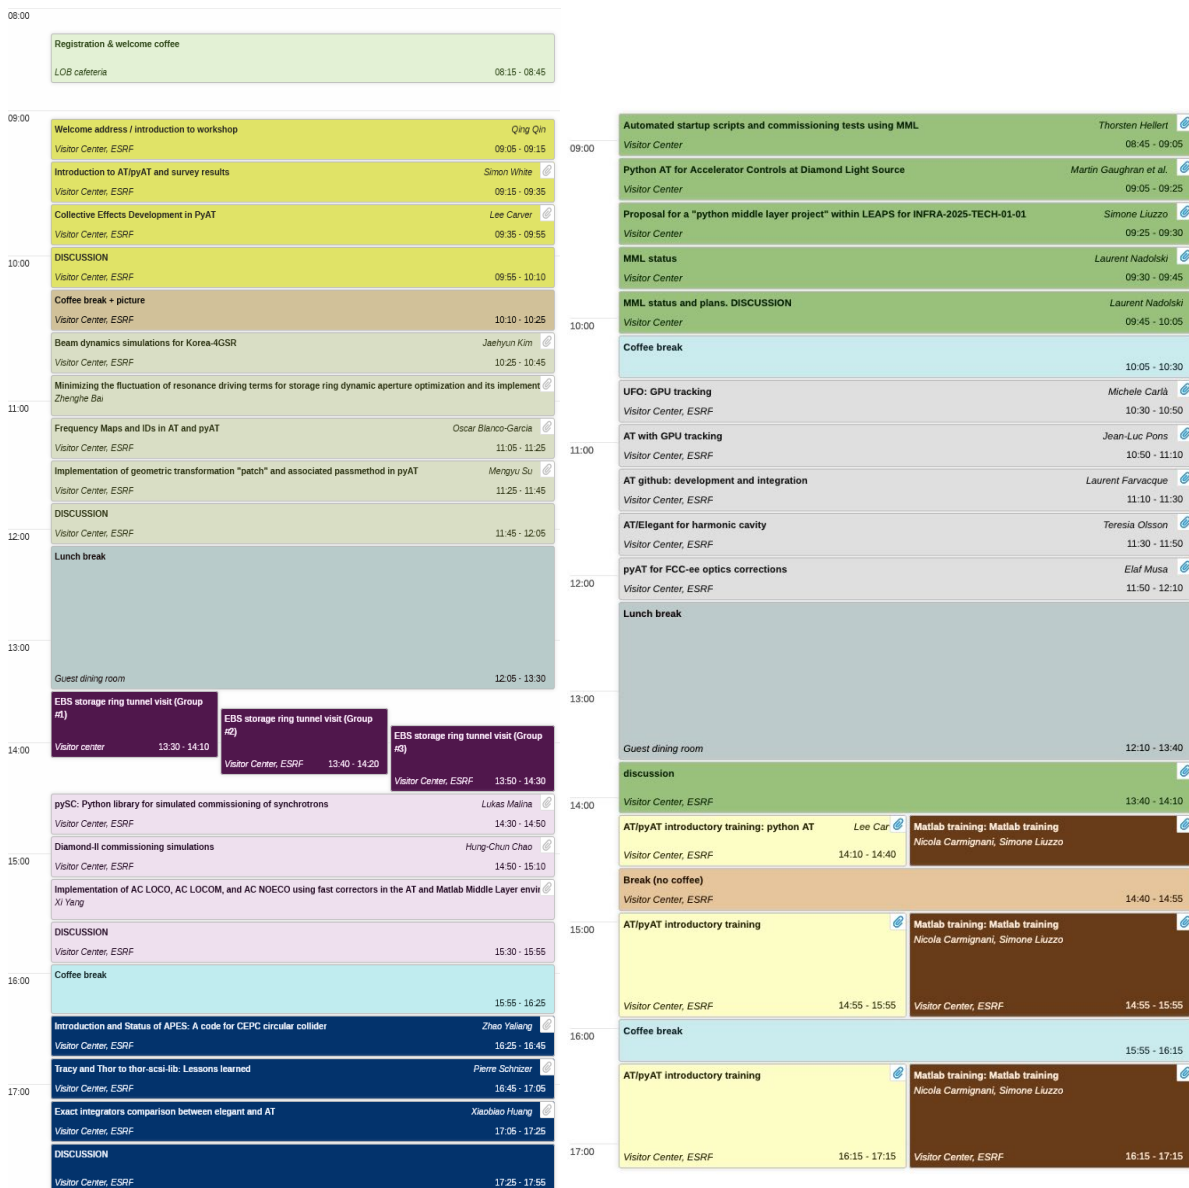 08:00
Registration & welcome coffee
LOB cafeteria 08:15 - 08:45
09:00
Welcome address / introduction to workshop Qing Qin
Visitor Center, ESRF 09:05 - 09:15
Introduction to AT/pyAT and survey results Simon White
Visitor Center, ESRF 09:15 - 09:35
Collective Effects Development in PyAT Lee Carver
Visitor Center, ESRF 09:35 - 09:55
DISCUSSION
10:00
Visitor Center, ESRF 09:55 - 10:10
Coffee break + picture
Visitor Center, ESRF 10:10 - 10:25
Beam dynamics simulations for Korea-4GSR Jaehyun Kim
Visitor Center, ESRF 10:25 - 10:45
Minimizing the fluctuation of resonance driving terms for storage ring dynamic aperture optimization and its implement
Zhenghe Bai
11:00
Frequency Maps and IDs in AT and pyAT Oscar Blanco-Garcia
Visitor Center, ESRF 11:05 - 11:25
Implementation of geometric transformation "patch" and associated passmethod in pyAT Mengyu Su
Visitor Center, ESRF 11:25 - 11:45
DISCUSSION
12:00
Visitor Center, ESRF 11:45 - 12:05
Lunch break
13:00
Guest dining room 12:05 - 13:30
EBS storage ring tunnel visit (Group
#1)
Visitor center 13:30 - 14:10
EBS storage ring tunnel visit (Group
#2)
Visitor Center, ESRF 13:40 - 14:20
EBS storage ring tunnel visit (Group
#3)
Visitor Center, ESRF 13:50 - 14:30
14:00
pySC: Python library for simulated commissioning of synchrotrons Lukas Malina
Visitor Center, ESRF 14:30 - 14:50
Diamond-II commissioning simulations Hung-Chun Chao
15:00
Visitor Center, ESRF 14:50 - 15:10
Implementation of AC LOCO, AC LOCOM, and AC NOECO using fast correctors in the AT and Matlab Middle Layer envir
Xi Yang
DISCUSSION
Visitor Center, ESRF 15:30 - 15:55
16:00
Coffee break
15:55 - 16:25
Introduction and Status of APES: A code for CEPC circular collider Zhao Yaliang
Visitor Center, ESRF 16:25 - 16:45
Tracy and Thor to thor-scsi-lib: Lessons learned Pierre Schnizer
17:00
Visitor Center, ESRF 16:45 - 17:05
Exact integrators comparison between elegant and AT Xiaobiao Huang
Visitor Center, ESRF 17:05 - 17:25
DISCUSSION
Visitor Center, ESRF 17:25 - 17:55
Automated startup scripts and commissioning tests using MML Thorsten Hellert
09:00
Visitor Center 08:45 - 09:05
Python AT for Accelerator Controls at Diamond Light Source Martin Gaughran et al.
Visitor Center 09:05 - 09:25
Proposal for a "python middle layer project" within LEAPS for INFRA-2025-TECH-01-01 Simone Liuzzo
Visitor Center 09:25 - 09:30
MML status Laurent Nadolski
Visitor Center 09:30 - 09:45
MML status and plans. DISCUSSION Laurent Nadolski
10:00
Visitor Center 09:45 - 10:05
Coffee break
10:05 - 10:30
UFO: GPU tracking Michele Carlà
Visitor Center, ESRF 10:30 - 10:50
AT with GPU tracking Jean-Luc Pons
11:00
Visitor Center, ESRF 10:50 - 11:10
AT github: development and integration Laurent Farvacque
Visitor Center, ESRF 11:10 - 11:30
AT/Elegant for harmonic cavity Teresia Olsson
Visitor Center, ESRF 11:30 - 11:50
pyAT for FCC-ee optics corrections Elaf Musa
12:00
Visitor Center, ESRF 11:50 - 12:10
Lunch break
13:00
Guest dining room 12:10 - 13:40
discussion
14:00
Visitor Center, ESRF 13:40 - 14:10
AT/pyAT introductory training: python AT Lee Car
Visitor Center, ESRF 14:10 - 14:40
Matlab training: Matlab training
Nicola Carmignani, Simone Liuzzo
Break (no coffee)
Visitor Center, ESRF 14:40 - 14:55
15:00
AT/pyAT introductory training
Visitor Center, ESRF 14:55 - 15:55
Matlab training: Matlab training
Nicola Carmignani, Simone Liuzzo
Visitor Center, ESRF 14:55 - 15:55
16:00
Coffee break
15:55 - 16:15
AT/pyAT introductory training
17:00
Visitor Center, ESRF 16:15 - 17:15
Matlab training: Matlab training
Nicola Carmignani, Simone Liuzzo
Visitor Center, ESRF 16:15 - 17:15